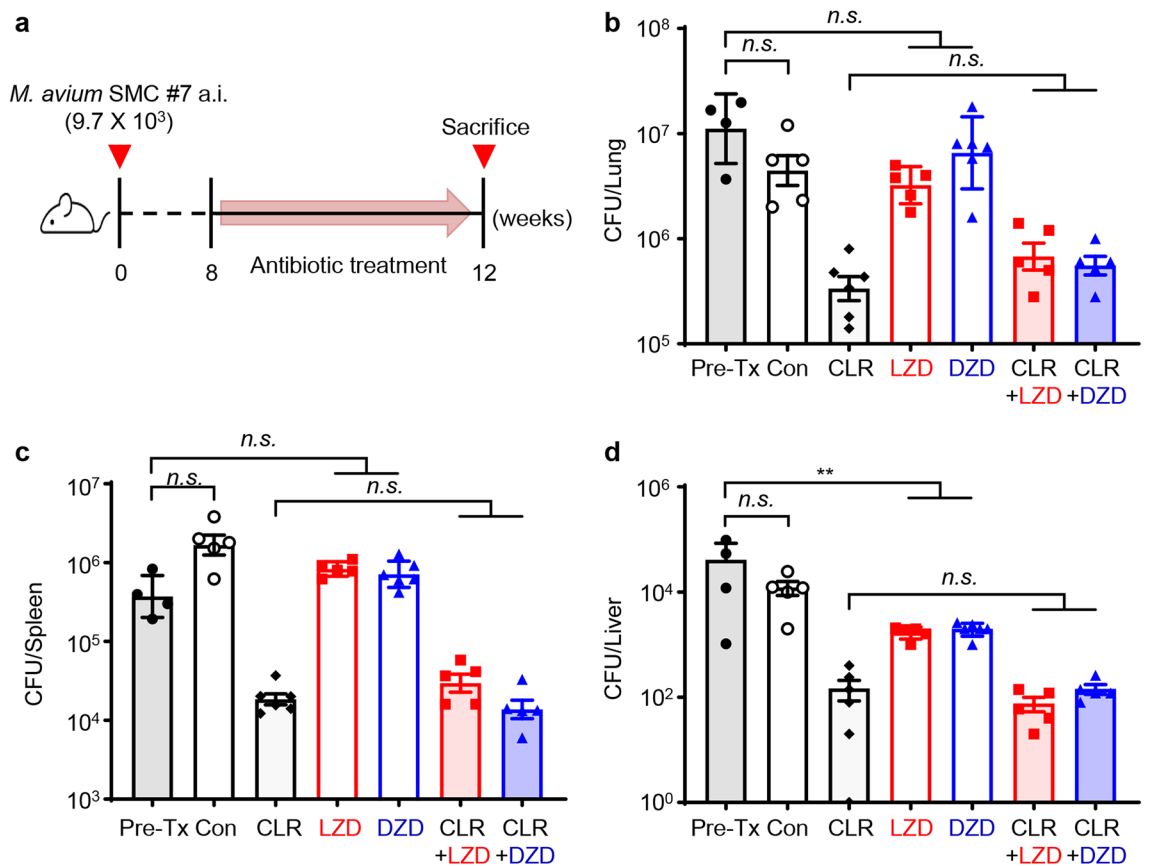 a
M. avium SMC #7 a.i.
(9.7 X 10³)
Sacrifice
(weeks)
0
8
Antibiotic treatment
12
b
n.s.
n.s.
n.s.
CFU/Lung
10⁸
10⁷
10⁶
10⁵
Pre-Tx Con CLR LZD DZD CLR CLR
+LZD +DZD
c
n.s.
n.s.
n.s.
CFU/Spleen
10⁷
10⁶
10⁵
10⁴
10³
Pre-Tx Con CLR LZD DZD CLR CLR
+LZD +DZD
d
**
n.s.
n.s.
CFU/Liver
10⁶
10⁴
10²
10⁰
Pre-Tx Con CLR LZD DZD CLR CLR
+LZD +DZD